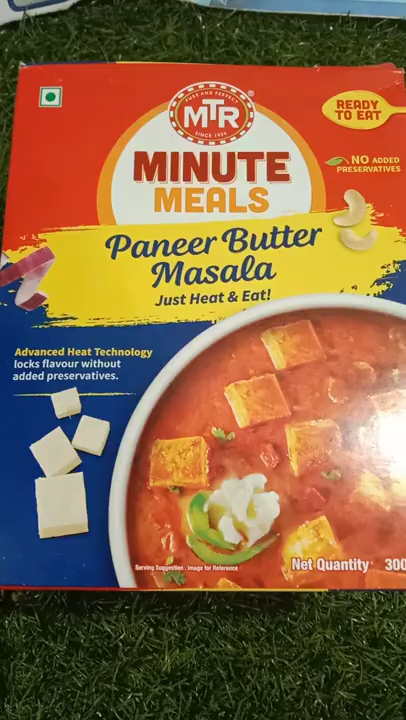 PURE AND PERFECT
MTR
®
SINCE 1924
READY
TO EAT
MINUTE
MEALS
NO ADDED
PRESERVATIVES
Paneer Butter
Masala
Just Heat & Eat!
Advanced Heat Technology
locks flavour without
added preservatives.
Serving Suggestion : Image for Reference
Net Quantity 300